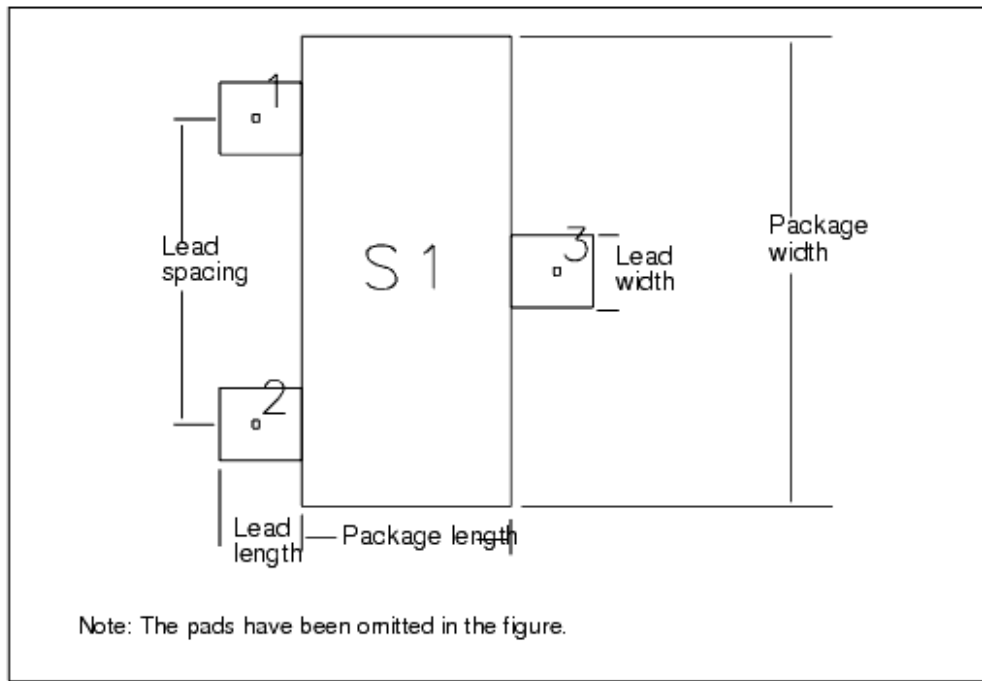 1
Lead
spacing
S1
3
Lead
width
Package
width
2
Lead
length
Package length
Note: The pads have been omitted in the figure.